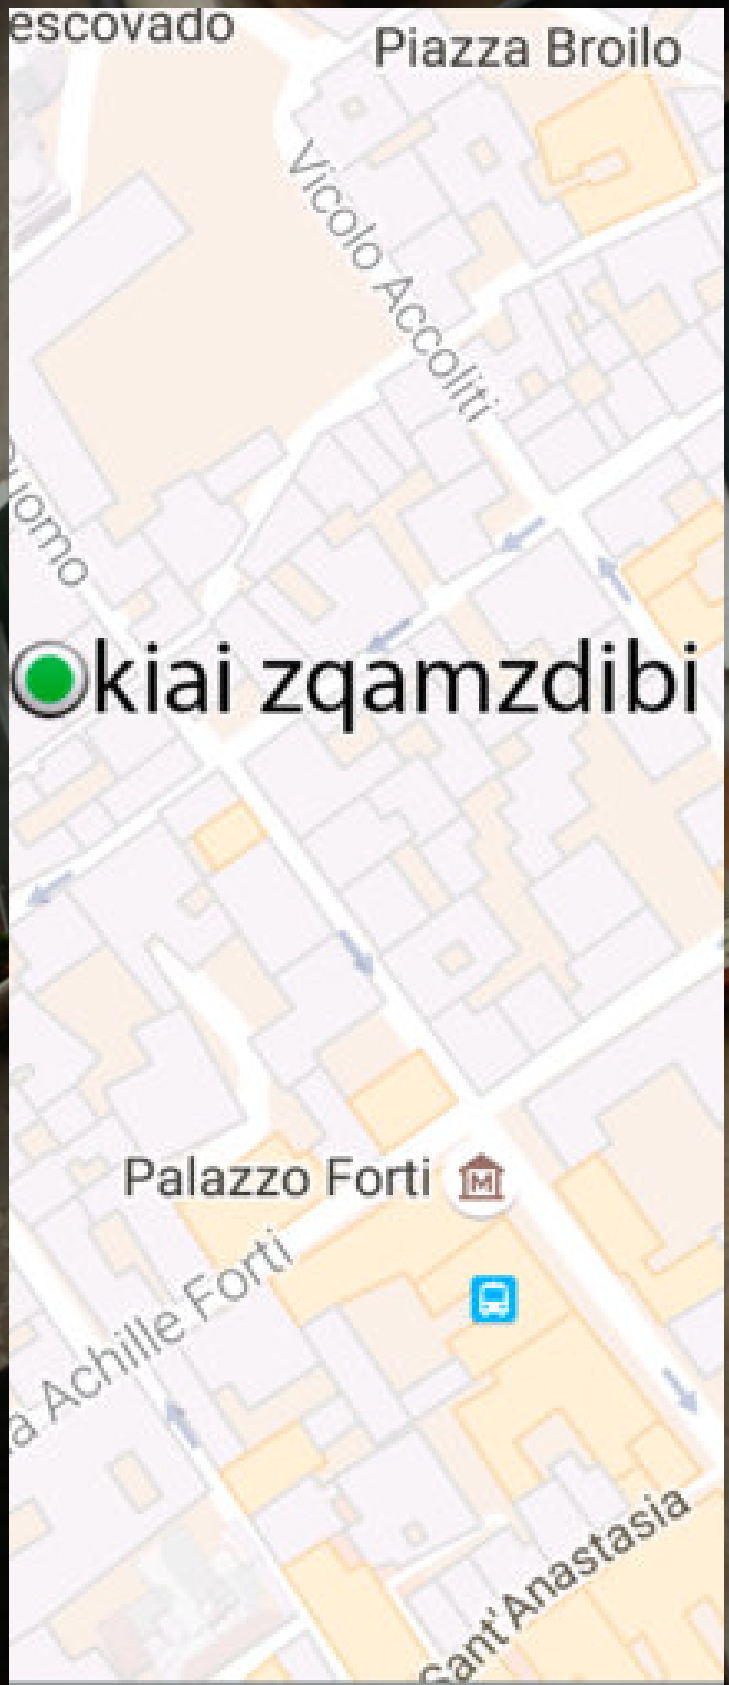 escovado
Piazza Broilo
Vicolo Accoliti
uomo
kiai zqamzdibi
Palazzo Forti
M
a Achille Forti
Sant'Anastasia